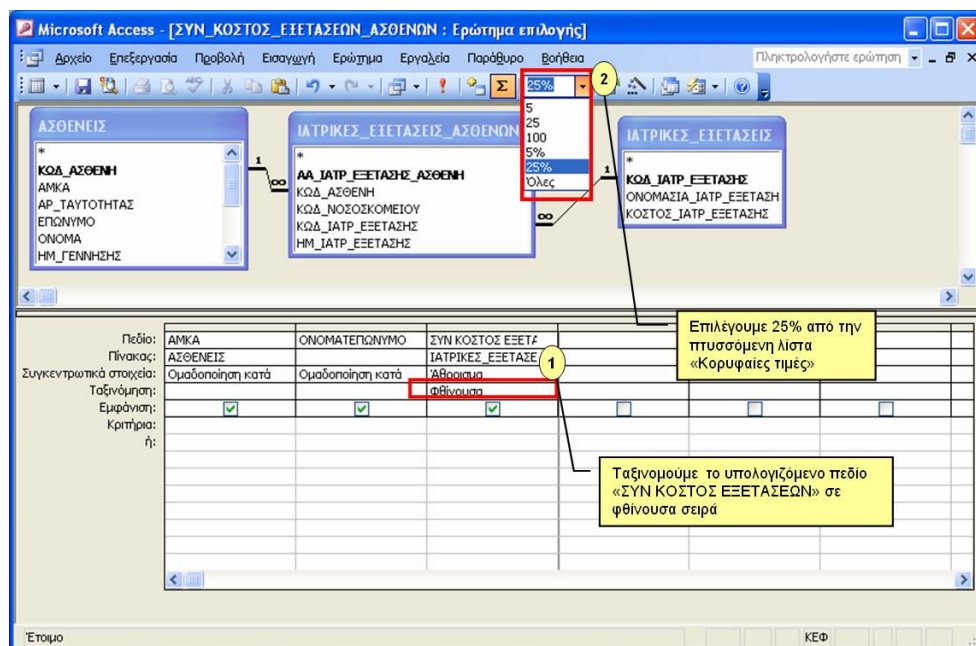 Microsoft Access - [ΣΥΝ_ΚΟΣΤΟΣ_ΕΞΕΤΑΣΕΩΝ_ΑΣΘΕΝΩΝ : Ερώτημα επιλογής]
Αρχείο Επεξεργασία Προβολή Εισαγωγή Ερώτημα Εργαλεία Παράθυρο Βοήθεια Πληκτρολογήστε ερώτηση
25%
2
5
25
100
5%
25%
Όλες
ΑΣΘΕΝΕΙΣ
*
ΚΩΔ_ΑΣΘΕΝΗ
ΑΜΚΑ
ΑΡ_ΤΑΥΤΟΤΗΤΑΣ
ΕΠΩΝΥΜΟ
ΟΝΟΜΑ
ΗΜ_ΓΕΝΝΗΣΗΣ
1
∞
ΙΑΤΡΙΚΕΣ_ΕΞΕΤΑΣΕΙΣ_ΑΣΘΕΝΩΝ
*
ΑΑ_ΙΑΤΡ_ΕΞΕΤΑΣΗΣ_ΑΣΘΕΝΗ
ΚΩΔ_ΑΣΘΕΝΗ
ΚΩΔ_ΝΟΣΟΣΚΟΜΕΙΟΥ
ΚΩΔ_ΙΑΤΡ_ΕΞΕΤΑΣΗΣ
ΗΜ_ΙΑΤΡ_ΕΞΕΤΑΣΗΣ
∞
1
ΙΑΤΡΙΚΕΣ_ΕΞΕΤΑΣΕΙΣ
*
ΚΩΔ_ΙΑΤΡ_ΕΞΕΤΑΣΗΣ
ΟΝΟΜΑΣΙΑ_ΙΑΤΡ_ΕΞΕΤΑΣΗ
ΚΟΣΤΟΣ_ΙΑΤΡ_ΕΞΕΤΑΣΗΣ
Επιλέγουμε 25% από την
πτυσσόμενη λίστα
«Κορυφαίες τιμές»
Πεδίο: ΑΜΚΑ ΟΝΟΜΑΤΕΠΩΝΥΜΟ ΣΥΝ ΚΟΣΤΟΣ ΕΞΕΤΑ
Πίνακας: ΑΣΘΕΝΕΙΣ ΙΑΤΡΙΚΕΣ_ΕΞΕΤΑΣΕ
1
Συγκεντρωτικά στοιχεία: Ομαδοποίηση κατά Ομαδοποίηση κατά Άθροισμα
Ταξινόμηση: Φθίνουσα
Εμφάνιση:
Κριτήρια:
ή:
Ταξινομούμε το υπολογιζόμενο πεδίο
«ΣΥΝ ΚΟΣΤΟΣ ΕΞΕΤΑΣΕΩΝ» σε
φθίνουσα σειρά
Έτοιμο ΚΕΦ